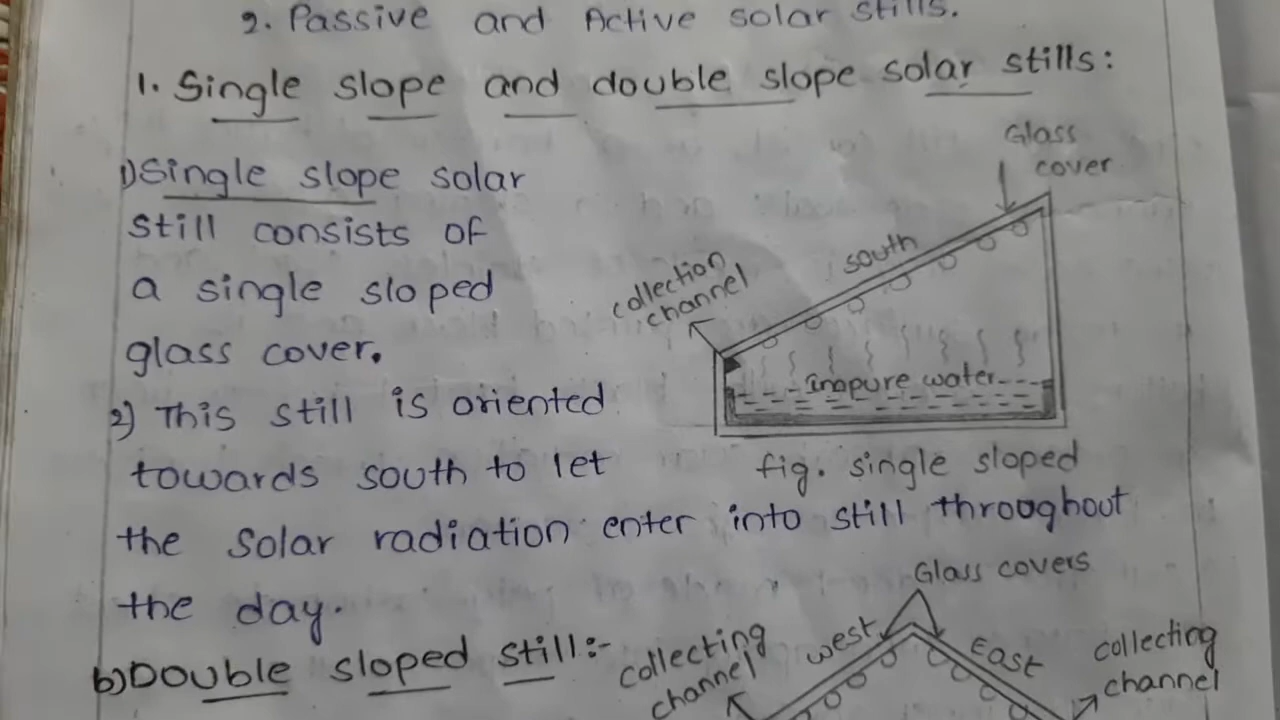 2. Passive and Active solar stills.
1. Single slope and double slope solar stills:
1) Single slope solar
still consists of
a single sloped
glass cover.
Glass
cover
south
collection
channel
impure water
fig. single sloped
2) This still is oriented
towards south to let
the solar radiation enter into still throughout
the day.
b) Double sloped still:-
Glass covers
collecting
channel
west
East
collecting
channel